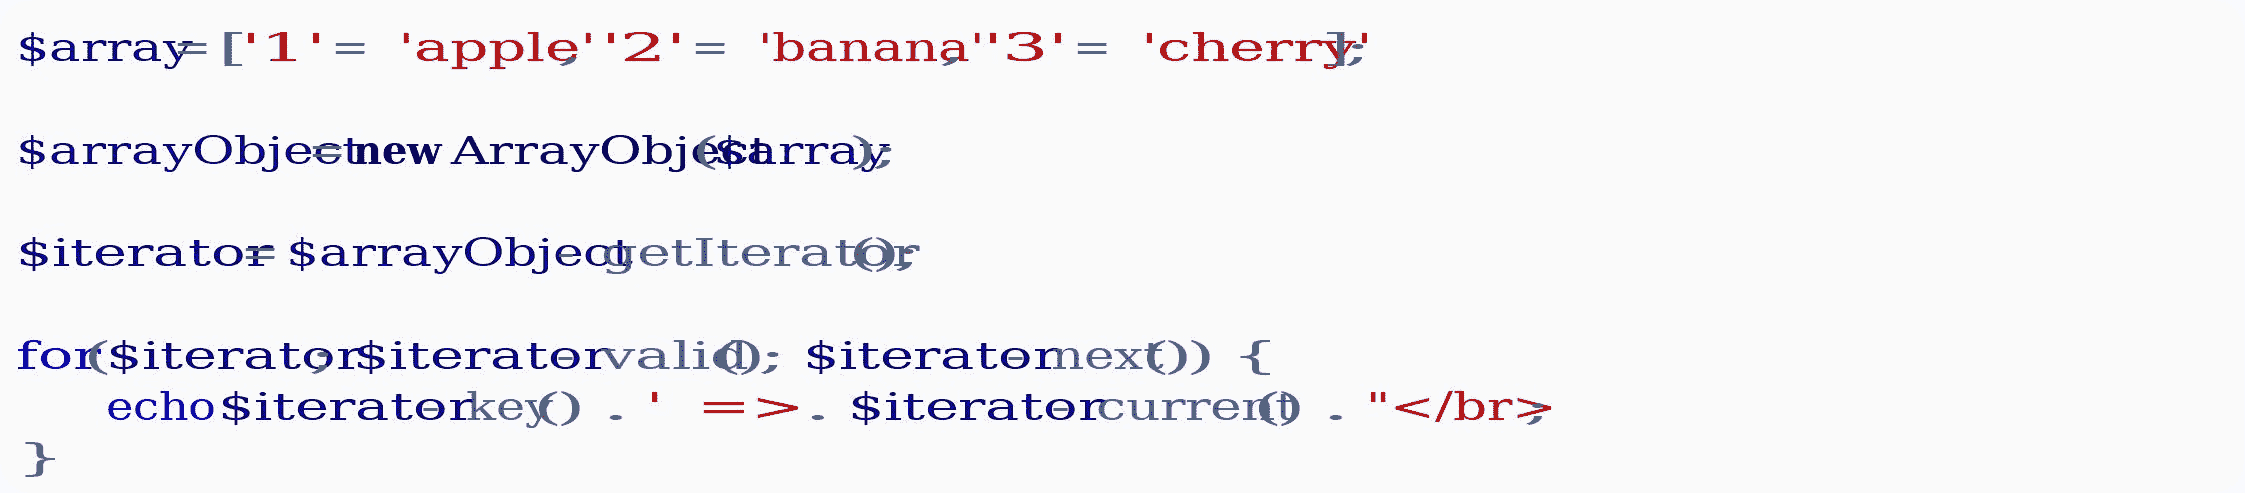 $array = ['1' = 'apple', '2' = 'banana', '3' = 'cherry'];
$arrayObject = new ArrayObject($array);
$iterator = $arrayObject-getIterator();
for($iterator; $iterator-valid(); $iterator-next()) {
echo $iterator-key() . ' => . $iterator-current() . "</br>;
}